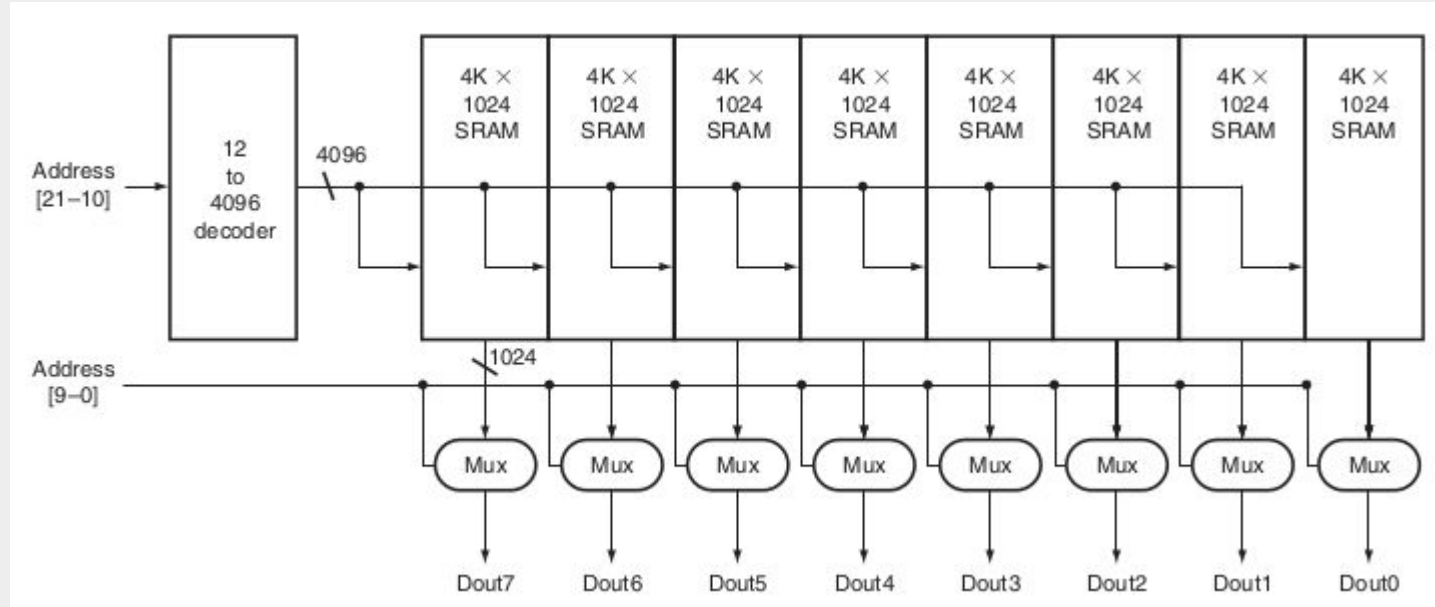 4K ×
1024
SRAM
4K ×
1024
SRAM
4K ×
1024
SRAM
4K ×
1024
SRAM
4K ×
1024
SRAM
4K ×
1024
SRAM
4K ×
1024
SRAM
4K ×
1024
SRAM
Address
[21–10]
12
to
4096
decoder
4096
Address
[9–0]
1024
Mux
Mux
Mux
Mux
Mux
Mux
Mux
Mux
Dout7
Dout6
Dout5
Dout4
Dout3
Dout2
Dout1
Dout0